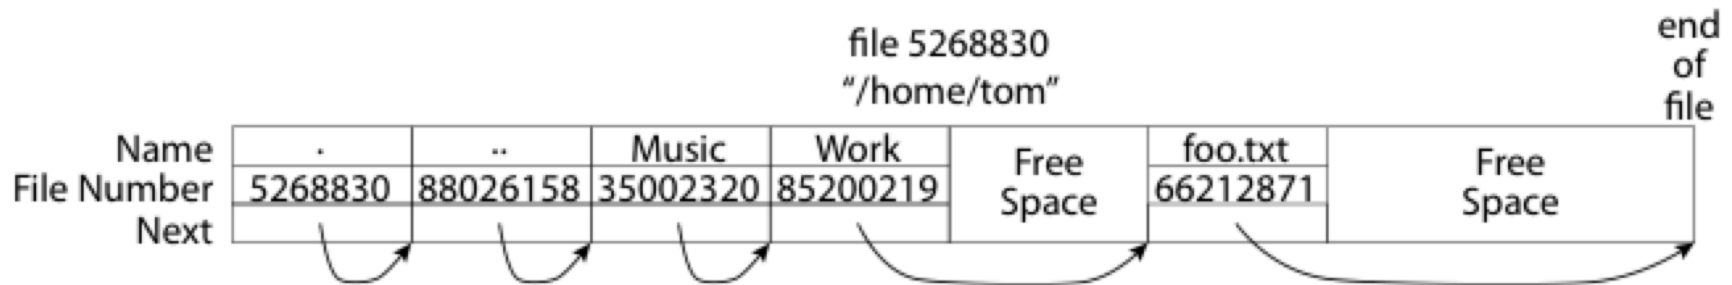 file 5268830
"/home/tom"
end
of
file
Name . .. Music Work Free Space foo.txt Free Space
File Number 5268830 88026158 35002320 85200219 66212871
Next